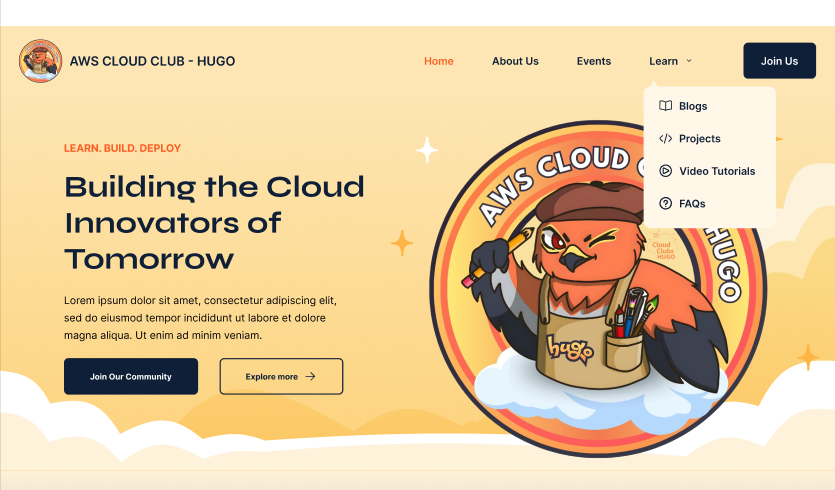 AWS CLOUD CLUB - HUGO
Home
About Us
Events
Learn
Join Us
Blogs
Projects
Video Tutorials
FAQs
LEARN. BUILD. DEPLOY
Building the Cloud
Innovators of
Tomorrow
Lorem ipsum dolor sit amet, consectetur adipiscing elit,
sed do eiusmod tempor incididunt ut labore et dolore
magna aliqua. Ut enim ad minim veniam.
Join Our Community
Explore more
AWS CLOUD
HUGO
Cloud
Clubs
HUGO
hugo